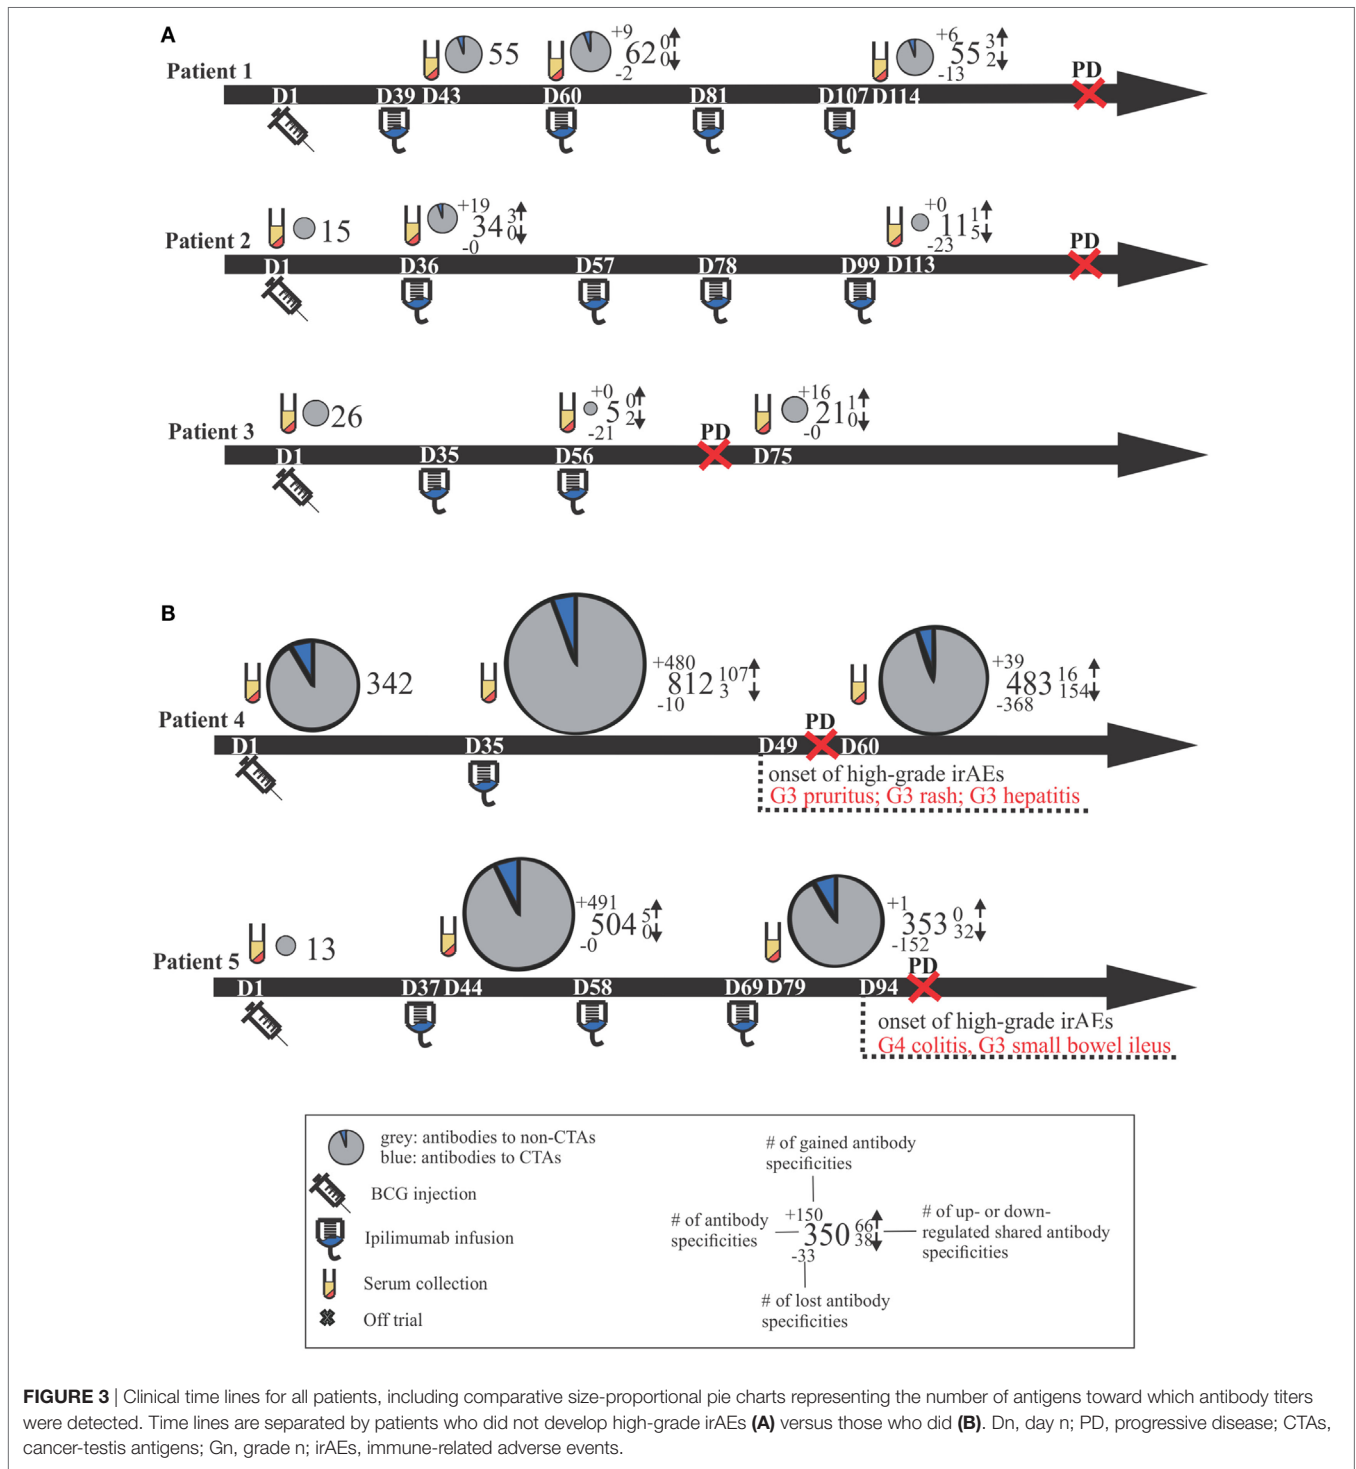 A
Patient 1
55
+9
62
0
0
-2
+6
55
3
2
-13
PD
D1
D39
D43
D60
D81
D107
D114
Patient 2
15
+19
34
3
0
-0
+0
11
1
5
-23
PD
D1
D36
D57
D78
D99
D113
Patient 3
26
+0
5
0
2
-21
PD
+16
21
1
0
-0
D1
D35
D56
D75
B
Patient 4
342
+480
812
107
3
-10
+39
483
16
154
-368
PD
D1
D35
D49
D60
onset of high-grade irAEs
G3 pruritus; G3 rash; G3 hepatitis
Patient 5
13
+491
504
5
0
-0
+1
353
0
32
-152
PD
D1
D37
D44
D58
D69
D79
D94
onset of high-grade irAEs
G4 colitis, G3 small bowel ileus
grey: antibodies to non-CTAs
blue: antibodies to CTAs
BCG injection
Ipilimumab infusion
Serum collection
Off trial
# of gained antibody
specificities
# of antibody
specificities
+150
350
66
38
-33
# of up- or down-
regulated shared antibody
specificities
# of lost antibody
specificities
FIGURE 3 | Clinical time lines for all patients, including comparative size-proportional pie charts representing the number of antigens toward which antibody titers
were detected. Time lines are separated by patients who did not develop high-grade irAEs (A) versus those who did (B). Dn, day n; PD, progressive disease; CTAs,
cancer-testis antigens; Gn, grade n; irAEs, immune-related adverse events.